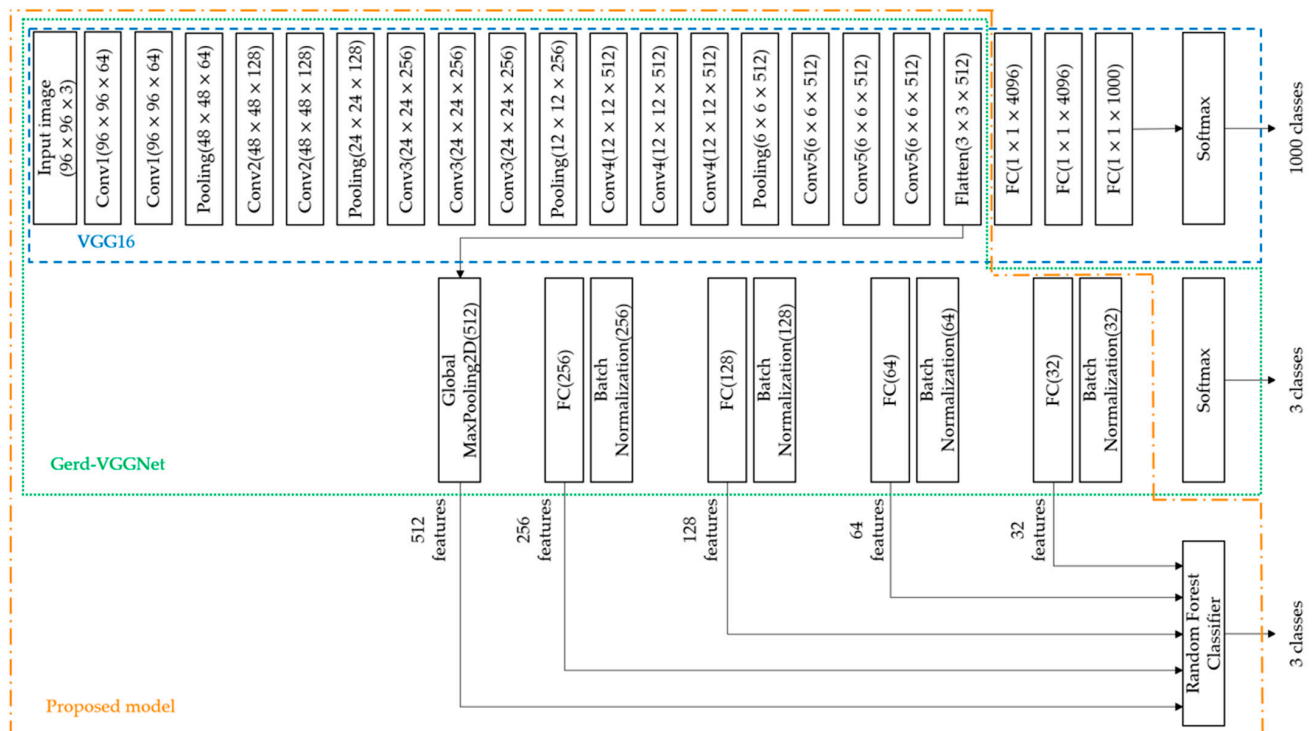 Input image
(96 × 96 × 3)
Conv1(96 × 96 × 64)
Conv1(96 × 96 × 64)
Pooling(48 × 48 × 64)
Conv2(48 × 48 × 128)
Conv2(48 × 48 × 128)
Pooling(24 × 24 × 128)
Conv3(24 × 24 × 256)
Conv3(24 × 24 × 256)
Conv3(24 × 24 × 256)
Pooling(12 × 12 × 256)
Conv4(12 × 12 × 512)
Conv4(12 × 12 × 512)
Conv4(12 × 12 × 512)
Pooling(6 × 6 × 512)
Conv5(6 × 6 × 512)
Conv5(6 × 6 × 512)
Conv5(6 × 6 × 512)
Flatten(3 × 3 × 512)
FC(1 × 1 × 4096)
FC(1 × 1 × 4096)
FC(1 × 1 × 1000)
Softmax
1000 classes
VGG16
Global
MaxPooling2D(512)
FC(256)
Batch
Normalization(256)
FC(128)
Batch
Normalization(128)
FC(64)
Batch
Normalization(64)
FC(32)
Batch
Normalization(32)
Softmax
3 classes
Gerd-VGGNet
512
features
256
features
128
features
64
features
32
features
Random Forest
Classifier
3 classes
Proposed model